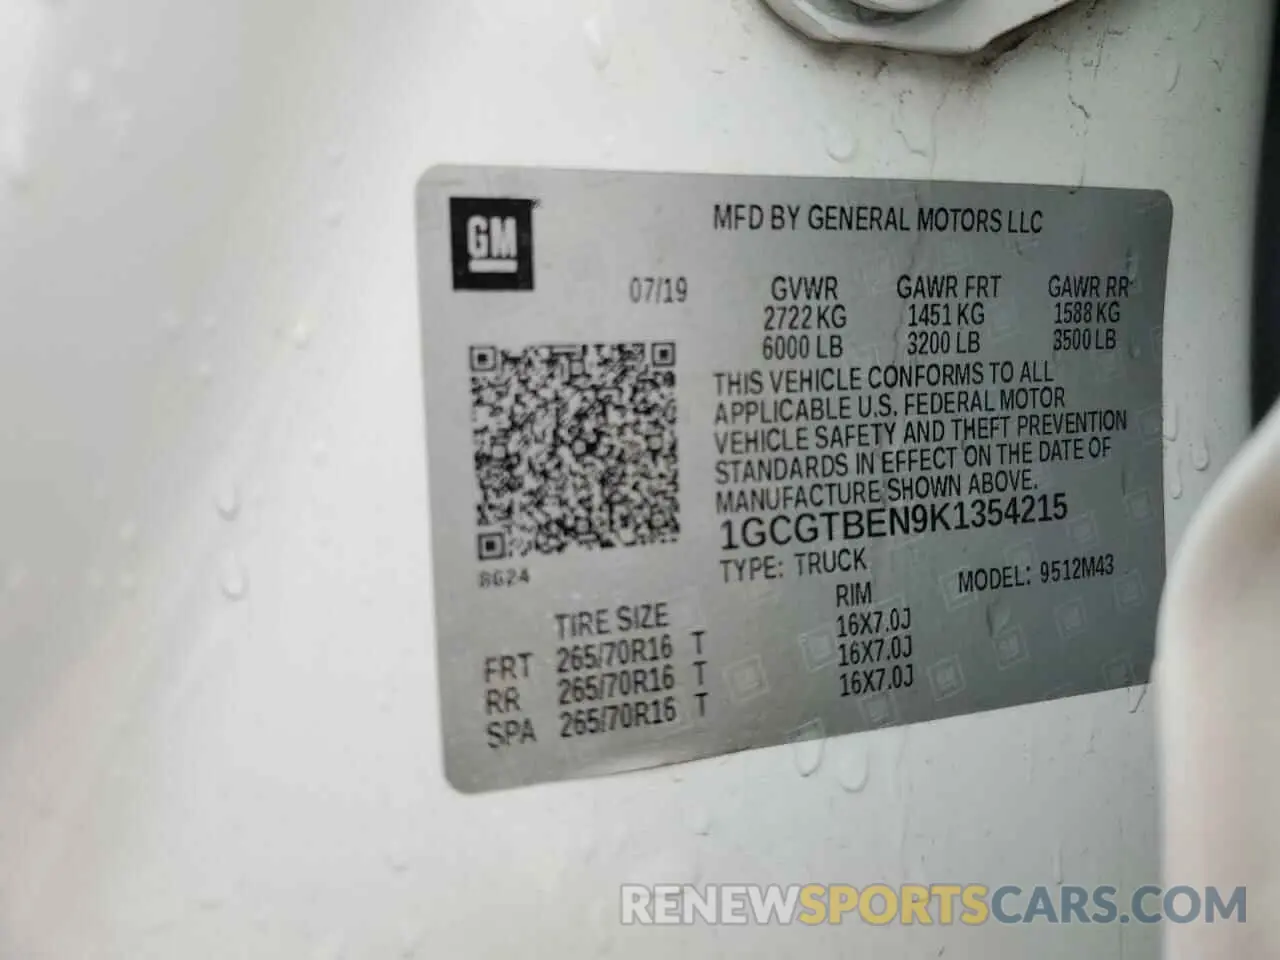 GM
MFD BY GENERAL MOTORS LLC
07/19 GVWR GAWR FRT GAWR RR
2722 KG 1451 KG 1588 KG
6000 LB 3200 LB 3500 LB
THIS VEHICLE CONFORMS TO ALL
APPLICABLE U.S. FEDERAL MOTOR
VEHICLE SAFETY AND THEFT PREVENTION
STANDARDS IN EFFECT ON THE DATE OF
MANUFACTURE SHOWN ABOVE.
1GCGTBEN9K1354215
8G24
TYPE: TRUCK MODEL: 9512M43
TIRE SIZE RIM
FRT 265/70R16 T 16X7.0J
RR 265/70R16 T 16X7.0J
SPA 265/70R16 T 16X7.0J
RENEWSPORTSCARS.COM